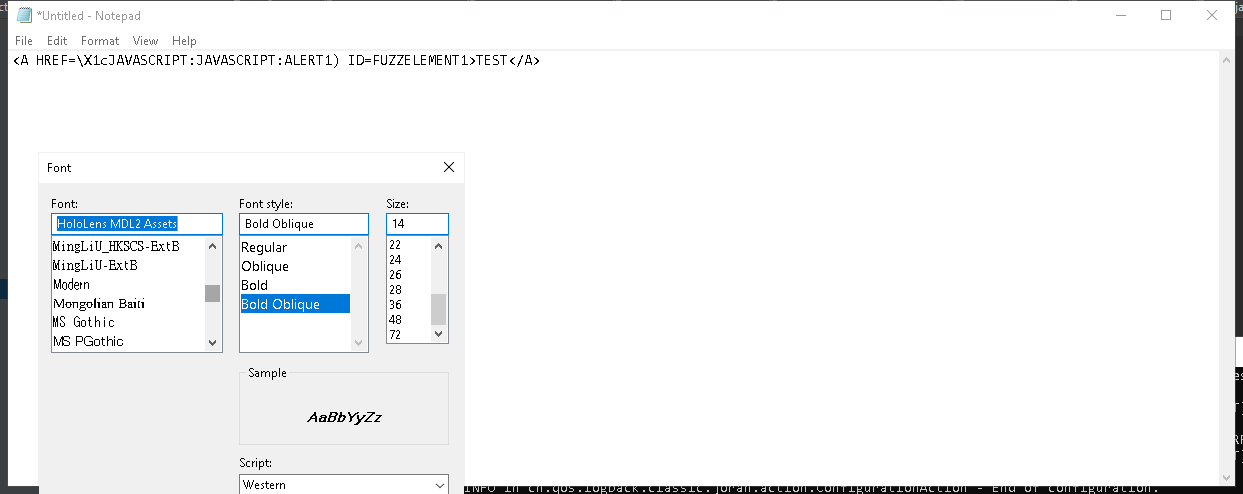 *Untitled - Notepad
File Edit Format View Help
<A HREF=\X1cJAVASCRIPT:JAVASCRIPT:ALERT1) ID=FUZZELEMENT1>TEST</A>
Font
Font: Font style: Size:
HoloLens MDL2 Assets Bold Oblique 14
MingLiU_HKSCS-ExtB Regular 22
MingLiU-ExtB Oblique 24
Modern Bold 26
Mongolian Baiti Bold Oblique 28
MS Gothic 36
MS PGothic 48
72
Sample
AaBbYyZz
Script:
Western
INFO in ch.qos.logback.classic.joran.action.ConfigurationAction - End of configuration.